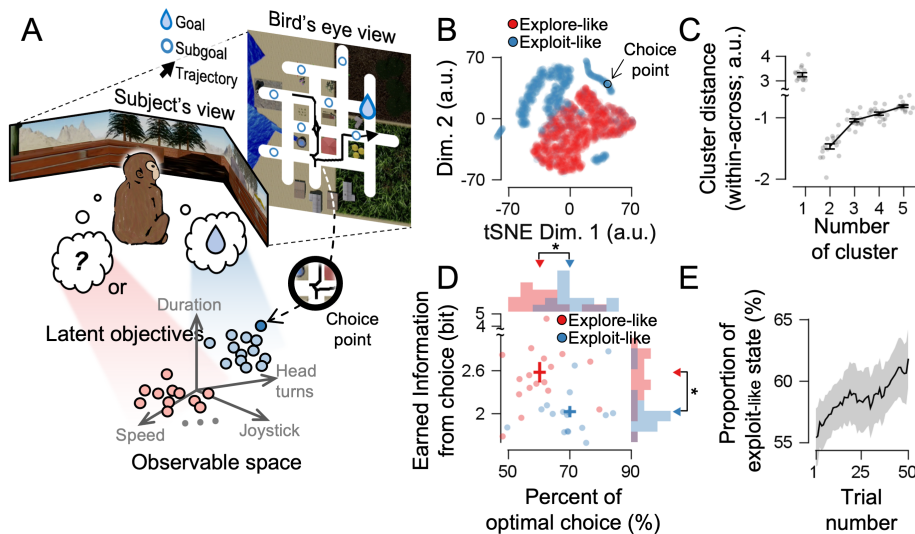 A
Goal
Subgoal
Trajectory
Bird's eye view
Subject's view
?
or
Latent objectives
Choice
point
Duration
Head
turns
Joystick
Speed
Observable space
B
Explore-like
Exploit-like
Choice
point
Dim. 2 (a.u.)
70
0
-70
-70
0
70
tSNE Dim. 1 (a.u.)
C
Cluster distance
(within-across; a.u.)
4
3
-1
-2
1
2
3
4
5
Number
of cluster
D
*
Explore-like
Exploit-like
Earned Information
from choice (bit)
5
4
2.6
2
*
50
70
90
Percent of
optimal choice (%)
E
Proportion of
exploit-like state (%)
65
60
55
1
25
50
Trial
number